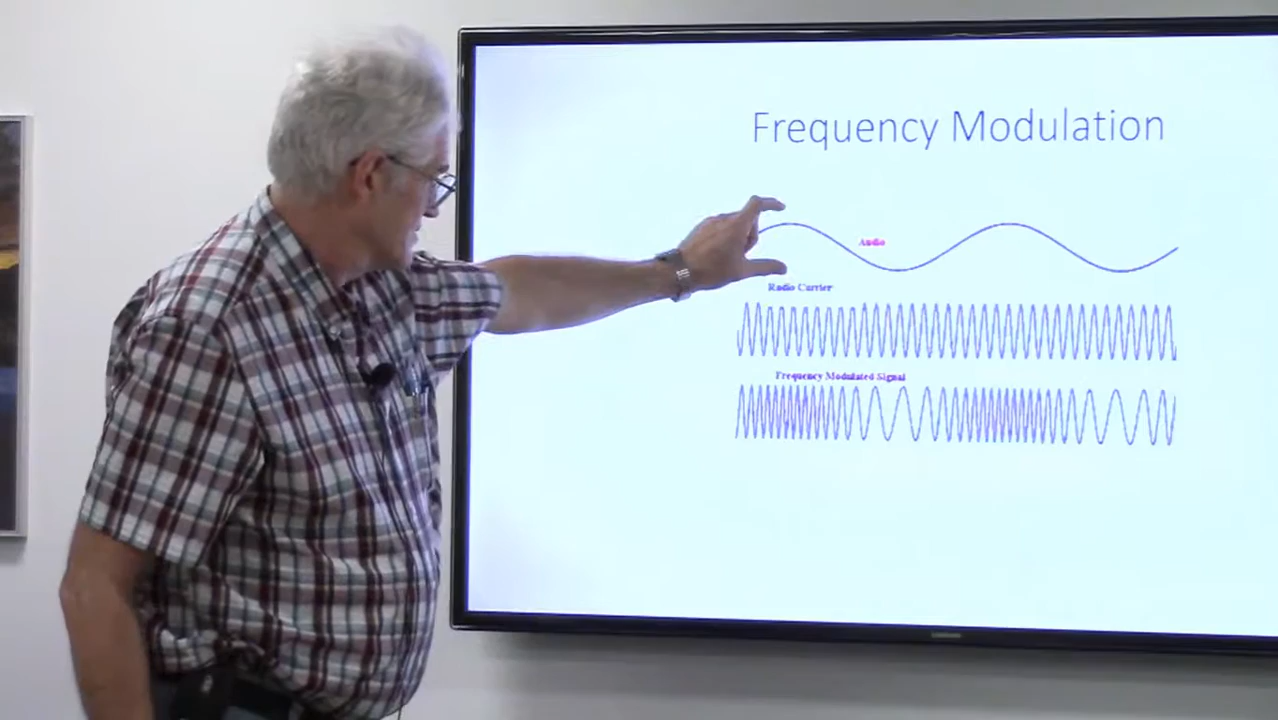 Frequency Modulation
Audio
Radio Carrier
Frequency Modulated Signal